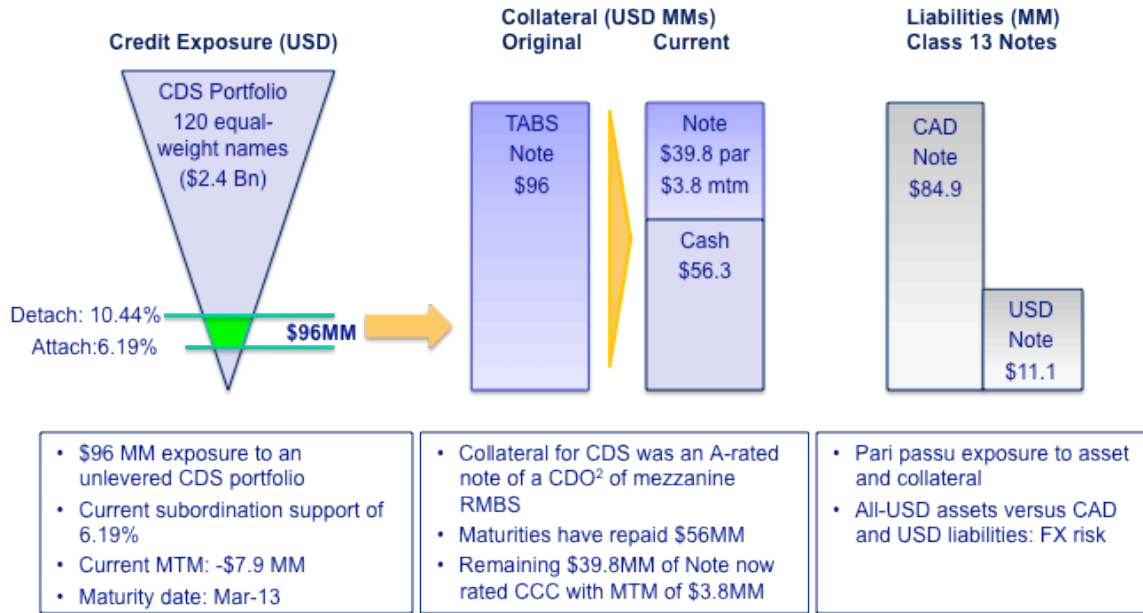 Credit Exposure (USD)
CDS Portfolio
120 equal-
weight names
($2.4 Bn)
Detach: 10.44%
Attach:6.19%
$96MM
Collateral (USD MMs)
Original Current
TABS
Note
$96
Note
$39.8 par
$3.8 mtm
Cash
$56.3
Liabilities (MM)
Class 13 Notes
CAD
Note
$84.9
USD
Note
$11.1
• $96 MM exposure to an
unlevered CDS portfolio
• Current subordination support of
6.19%
• Current MTM: -$7.9 MM
• Maturity date: Mar-13
• Collateral for CDS was an A-rated
note of a CDO² of mezzanine
RMBS
• Maturities have repaid $56MM
• Remaining $39.8MM of Note now
rated CCC with MTM of $3.8MM
• Pari passu exposure to asset
and collateral
• All-USD assets versus CAD
and USD liabilities: FX risk